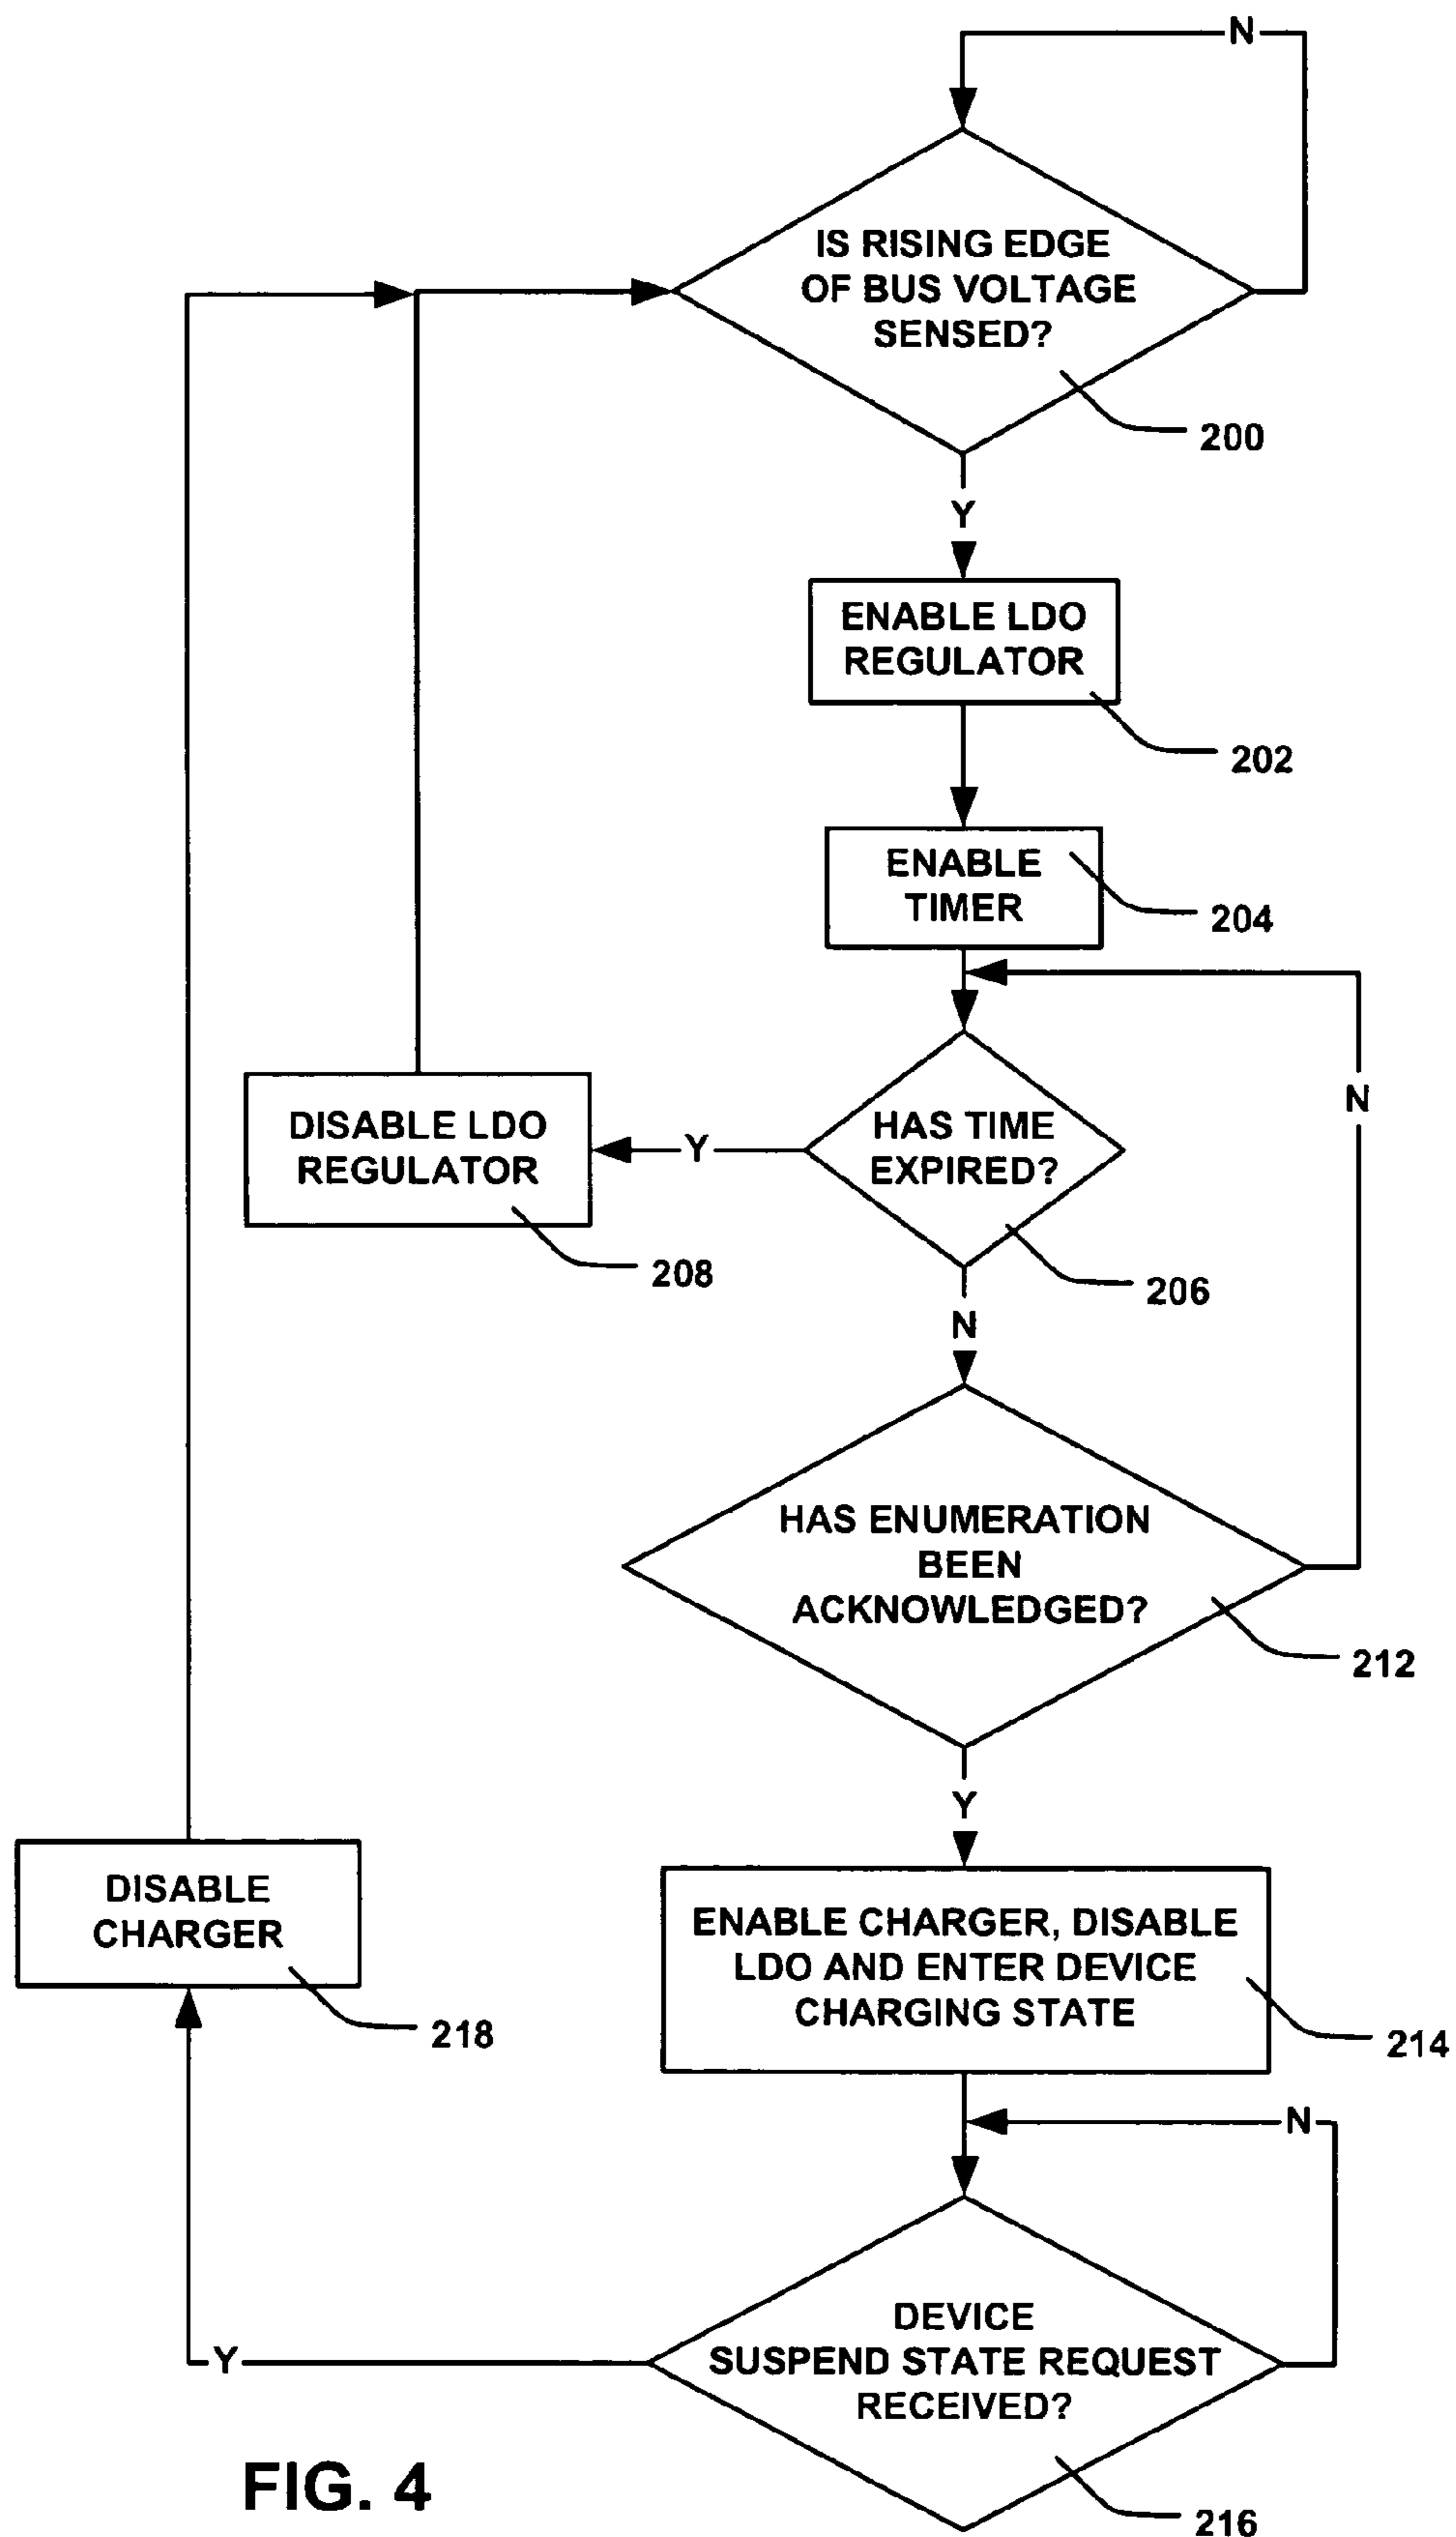 N
IS RISING EDGE
OF BUS VOLTAGE
SENSED?
200
Y
ENABLE LDO
REGULATOR
202
ENABLE
TIMER
204
N
HAS TIME
EXPIRED?
206
Y
DISABLE LDO
REGULATOR
208
N
HAS ENUMERATION
BEEN
ACKNOWLEDGED?
212
Y
ENABLE CHARGER, DISABLE
LDO AND ENTER DEVICE
CHARGING STATE
214
DISABLE
CHARGER
218
N
DEVICE
SUSPEND STATE REQUEST
RECEIVED?
216
Y
FIG. 4